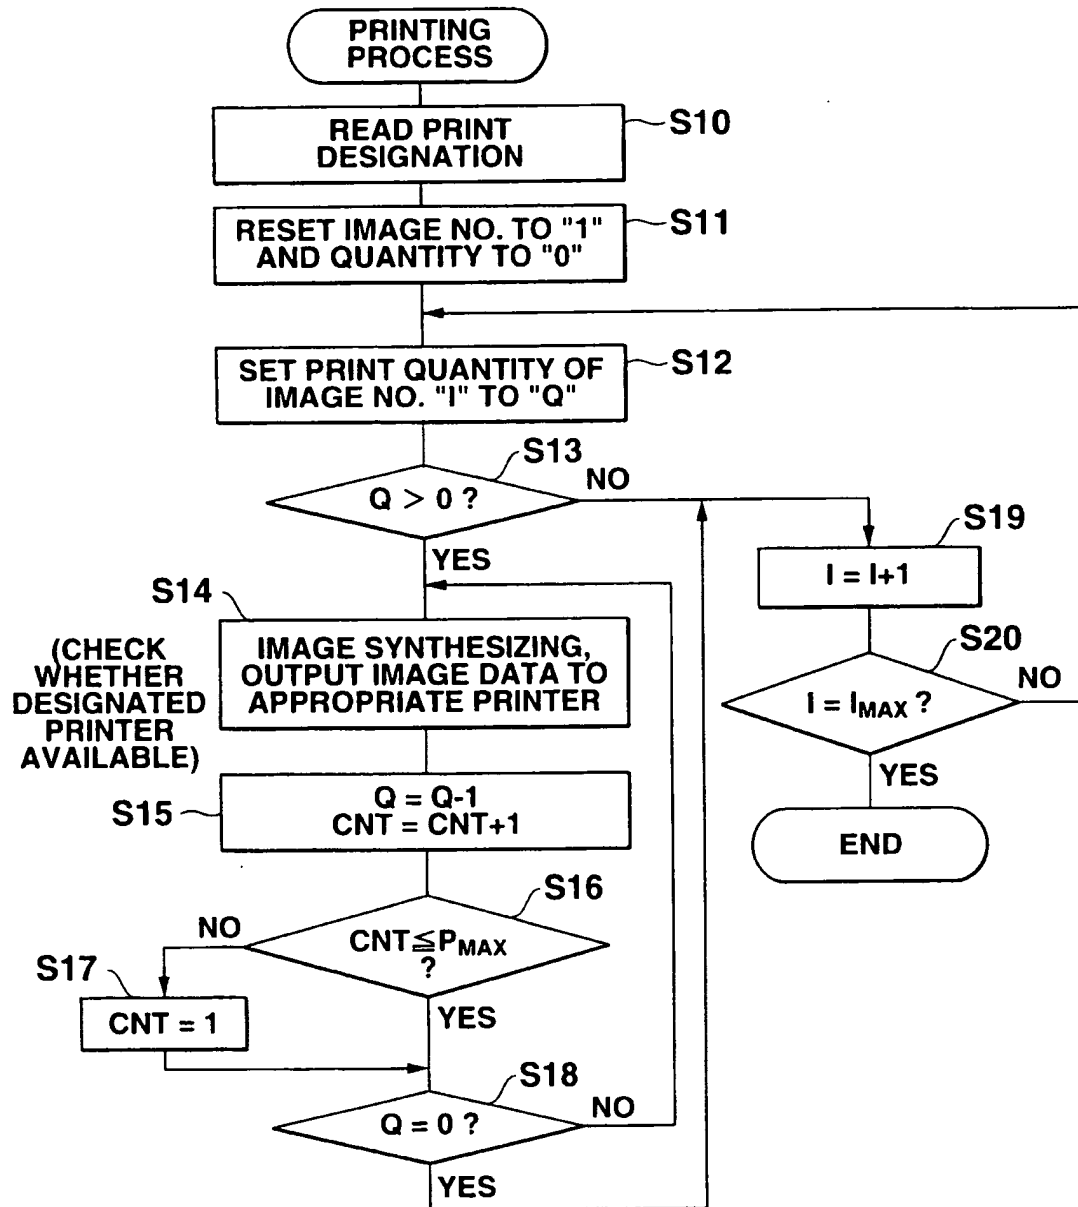 PRINTING
PROCESS
READ PRINT
DESIGNATION
S10
RESET IMAGE NO. TO "1"
AND QUANTITY TO "0"
S11
SET PRINT QUANTITY OF
IMAGE NO. "I" TO "Q"
S12
S13
Q > 0 ?
NO
YES
S14
(CHECK
WHETHER
DESIGNATED
PRINTER
AVAILABLE)
IMAGE SYNTHESIZING,
OUTPUT IMAGE DATA TO
APPROPRIATE PRINTER
S15
Q = Q-1
CNT = CNT+1
S16
CNT≦PMAX
?
NO
YES
S17
CNT = 1
S18
Q = 0 ?
NO
YES
S19
I = I+1
S20
I = IMAX ?
NO
YES
END